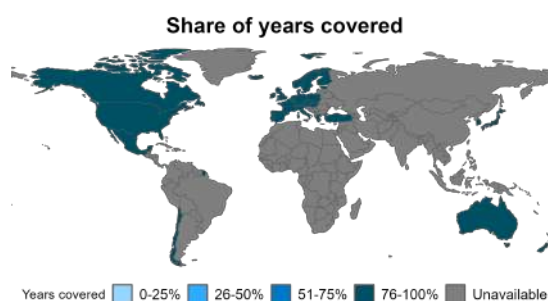 Share of years covered
Years covered 0-25% 26-50% 51-75% 76-100% Unavailable